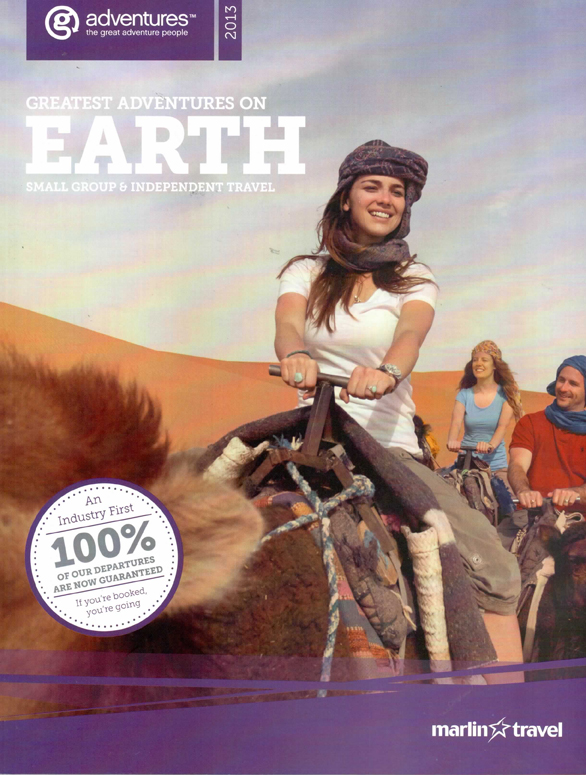 g adventures™
the great adventure people
2013
GREATEST ADVENTURES ON
EARTH
SMALL GROUP & INDEPENDENT TRAVEL
An
Industry First
100%
OF OUR DEPARTURES
ARE NOW GUARANTEED
If you're booked,
you're going
marlin travel